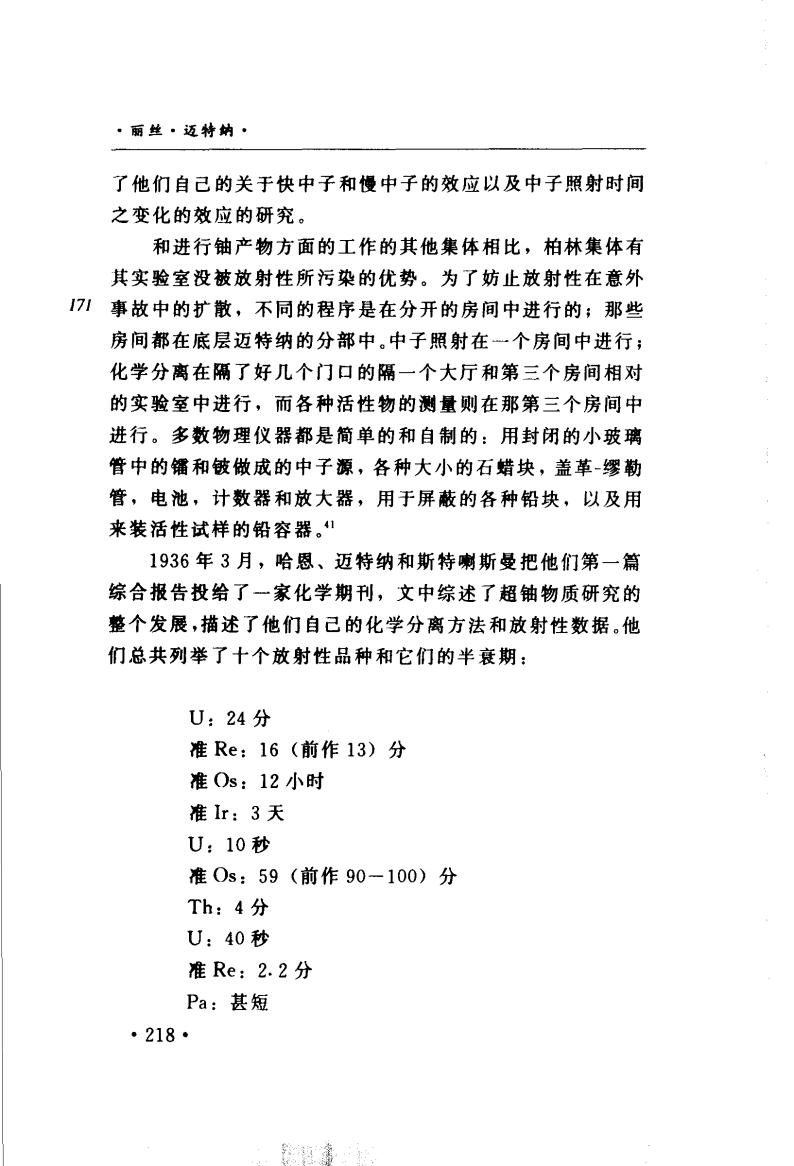 ·丽丝·迈特纳·
了他们自己的关于快中子和慢中子的效应以及中子照射时间
之变化的效应的研究。
和进行铀产物方面的工作的其他集体相比，柏林集体有
其实验室没被放射性所污染的优势。为了妨止放射性在意外
171 事故中的扩散，不同的程序是在分开的房间中进行的；那些
房间都在底层迈特纳的分部中。中子照射在一个房间中进行；
化学分离在隔了好几个门口的隔一个大厅和第三个房间相对
的实验室中进行，而各种活性物的测量则在那第三个房间中
进行。多数物理仪器都是简单的和自制的：用封闭的小玻璃
管中的镭和铍做成的中子源，各种大小的石蜡块，盖革-缪勒
管，电池，计数器和放大器，用于屏蔽的各种铅块，以及用
来装活性试样的铅容器。41
1936 年 3 月，哈恩、迈特纳和斯特喇斯曼把他们第一篇
综合报告投给了一家化学期刊，文中综述了超铀物质研究的
整个发展，描述了他们自己的化学分离方法和放射性数据。他
们总共列举了十个放射性品种和它们的半衰期：
U：24 分
准 Re：16（前作 13）分
准 Os：12 小时
准 Ir：3 天
U：10 秒
准 Os：59（前作 90－100）分
Th：4 分
U：40 秒
准 Re：2.2 分
Pa：甚短
·218·